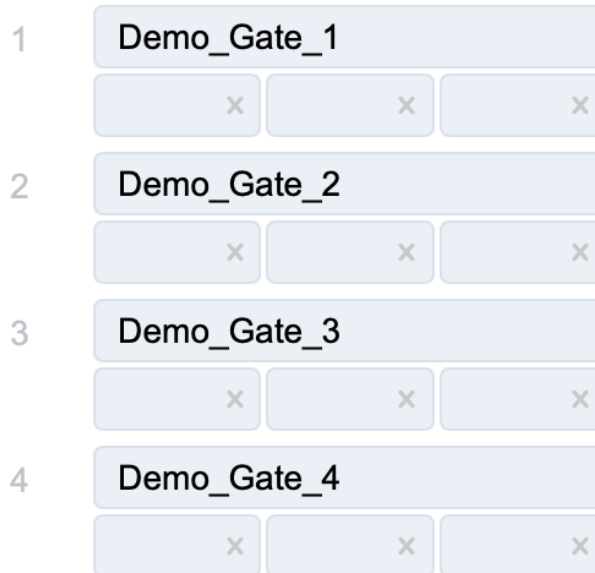 1 Demo_Gate_1
× × ×
2 Demo_Gate_2
× × ×
3 Demo_Gate_3
× × ×
4 Demo_Gate_4
× × ×